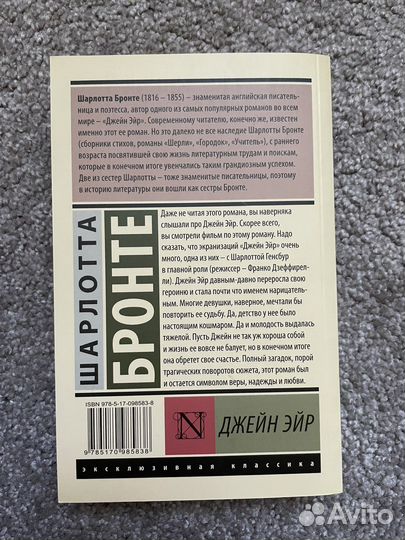 Шарлотта Бронте (1816 – 1855) – знаменитая английская писатель-
ница и поэтесса, автор одного из самых популярных романов во всем
мире – «Джейн Эйр». Современному читателю, конечно же, известен
именно этот ее роман. Но это далеко не все наследие Шарлотты Бронте
(сборники стихов, романы «Шерли», «Городок», «Учитель»), с раннего
возраста посвятившей свою жизнь литературным трудам и поискам,
которые в конечном итоге увенчались таким грандиозным успехом.
Две из сестер Шарлотты – тоже знаменитые писательницы, поэтому
в историю литературы они вошли как сестры Бронте.
ШАРЛОТТА
БРОНТЕ
Даже не читая этого романа, вы наверняка
слышали про Джейн Эйр. Скорее всего,
вы смотрели фильм по этому роману. Надо
сказать, что экранизаций «Джейн Эйр» очень
много, одна из них – с Шарлоттой Генсбур
в главной роли (режиссер – Франко Дзеффирел-
ли). Джейн Эйр давным-давно переросла свою
героиню и стала почти что именем нарицатель-
ным. Многие девушки, наверное, мечтали бы
повторить ее судьбу. Да, детство у нее было
настоящим кошмаром. Да и молодость выдалась
тяжелой. Пусть Джейн не так уж хороша собой
и жизнь ее вовсе не балует, но в конечном итоге
она обретет свое счастье. Полный загадок, порой
трагических поворотов сюжета, этот роман был
и остается символом веры, надежды и любви.
ISBN 978-5-17-098583-8
9 785170 985838
N
ДЖЕЙН ЭЙР
эксклюзивная классика
Avito